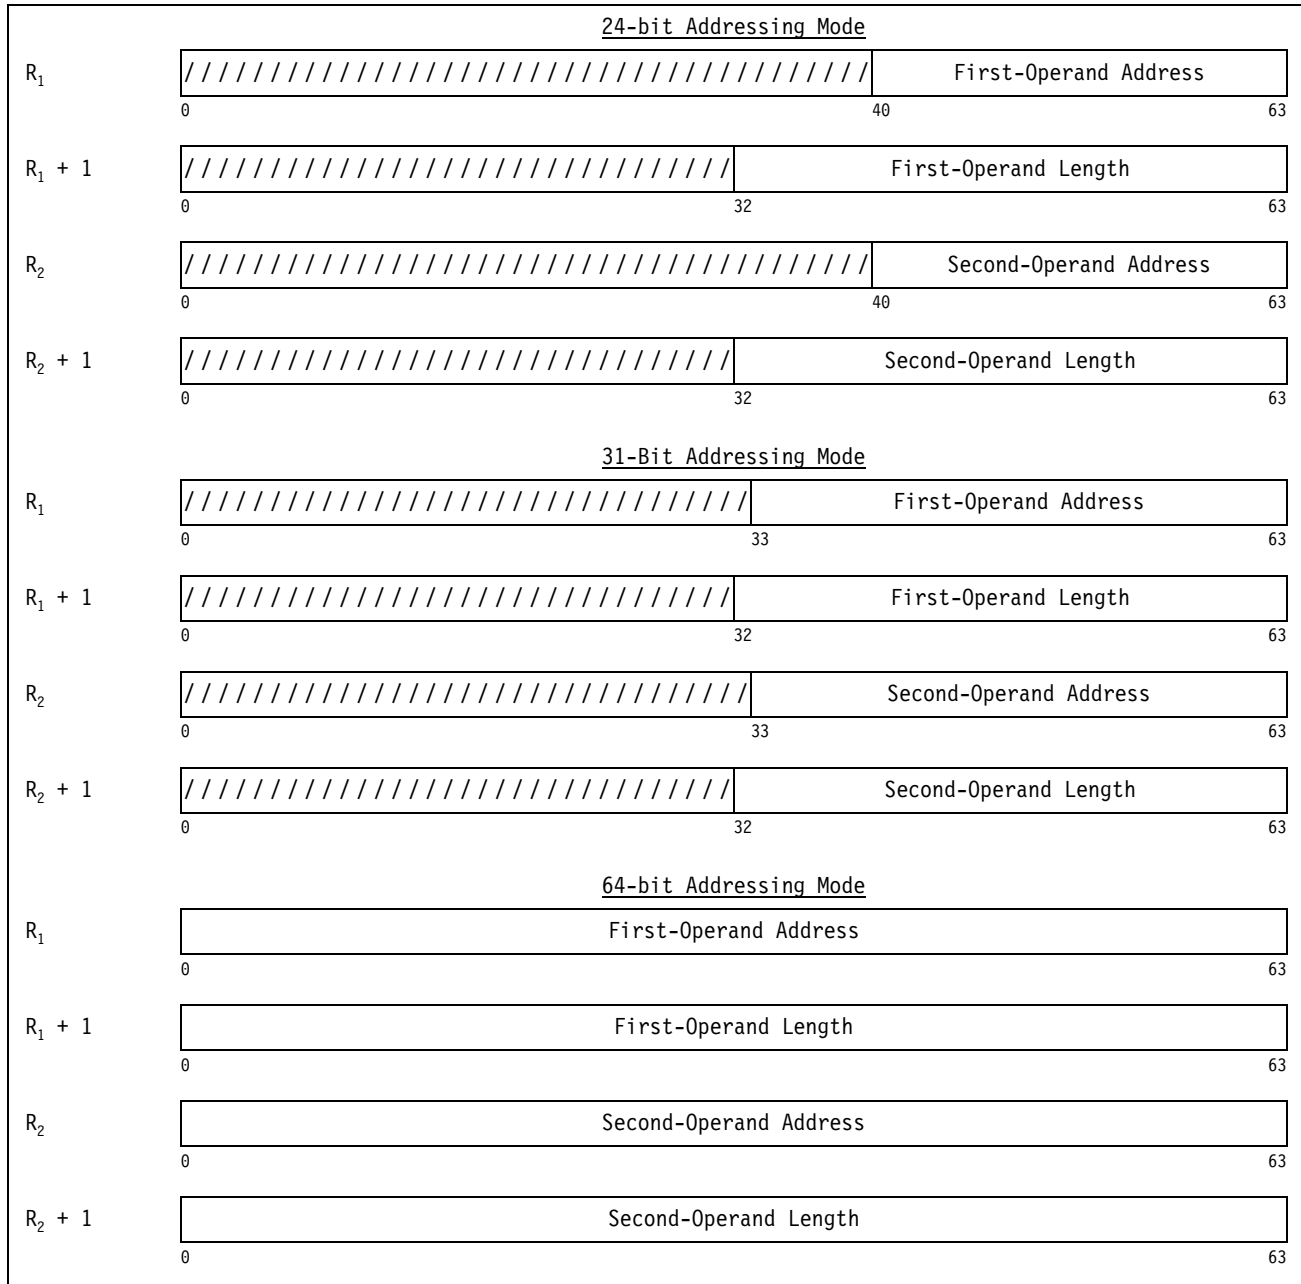 24-bit Addressing Mode
R₁ //////////////////////////////////////// First-Operand Address
0 40 63
R₁ + 1 //////////////////////////////// First-Operand Length
0 32 63
R₂ //////////////////////////////////////// Second-Operand Address
0 40 63
R₂ + 1 //////////////////////////////// Second-Operand Length
0 32 63
31-Bit Addressing Mode
R₁ ///////////////////////////////// First-Operand Address
0 33 63
R₁ + 1 //////////////////////////////// First-Operand Length
0 32 63
R₂ ///////////////////////////////// Second-Operand Address
0 33 63
R₂ + 1 //////////////////////////////// Second-Operand Length
0 32 63
64-bit Addressing Mode
R₁ First-Operand Address
0 63
R₁ + 1 First-Operand Length
0 63
R₂ Second-Operand Address
0 63
R₂ + 1 Second-Operand Length
0 63